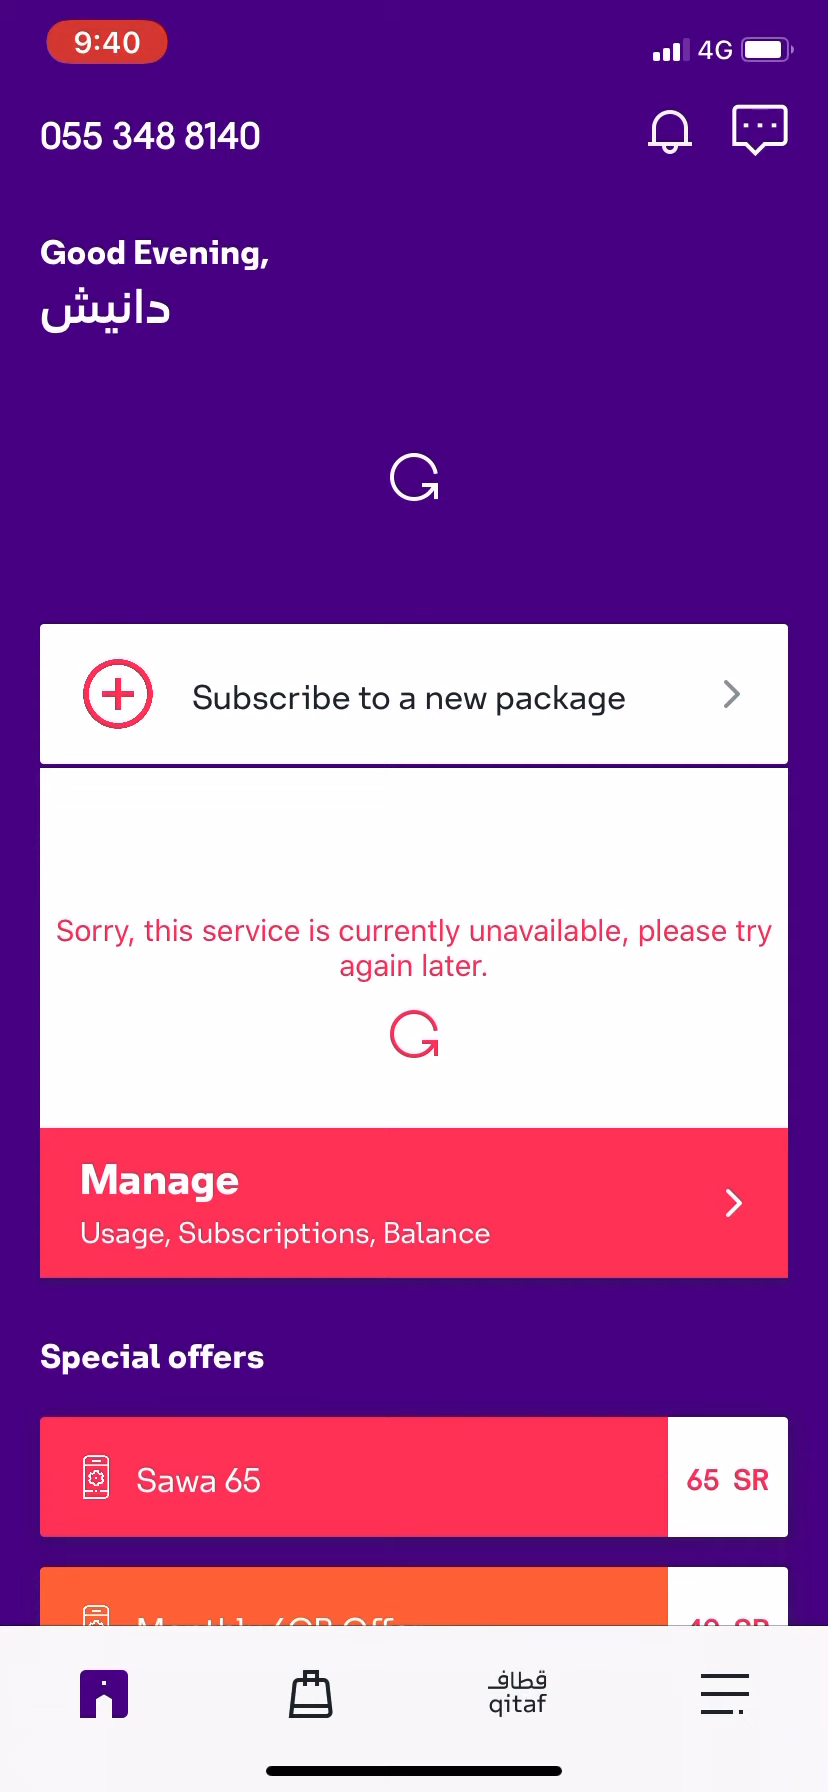 9:40
4G
055 348 8140
Good Evening,
دانيش
Subscribe to a new package
Sorry, this service is currently unavailable, please try
again later.
Manage
Usage, Subscriptions, Balance
Special offers
Sawa 65
65 SR
قطاف
qitaf